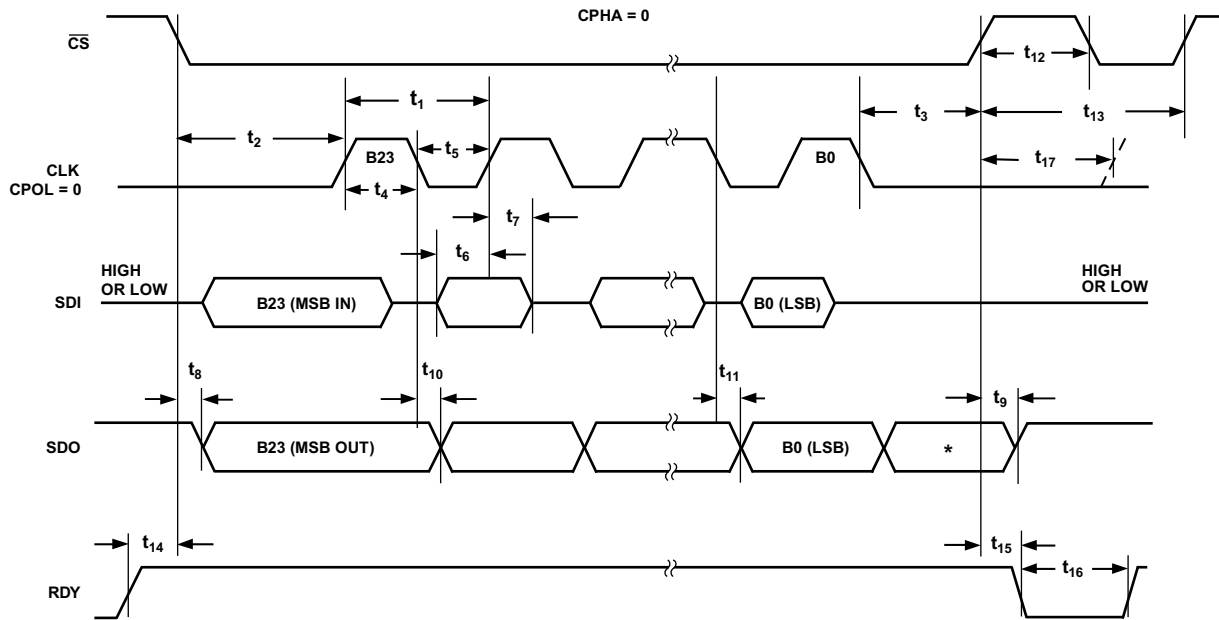 CPHA = 0
CS
t12
t1
t3
t13
t2
B23
t5
B0
t17
CLK
CPOL = 0
t4
t7
t6
HIGH
OR LOW
HIGH
OR LOW
SDI
B23 (MSB IN)
B0 (LSB)
t8
t10
t11
t9
SDO
B23 (MSB OUT)
B0 (LSB)
*
t14
t15
t16
RDY